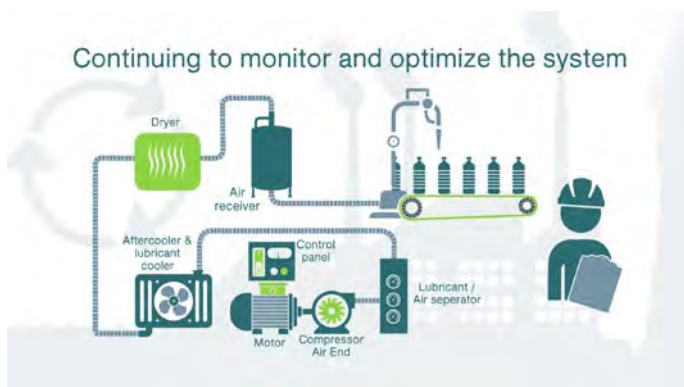 Continuing to monitor and optimize the system
Dryer
Air
receiver
Aftercooler &
lubricant
cooler
Control
panel
Lubricant /
Air seperator
Motor
Compressor
Air End